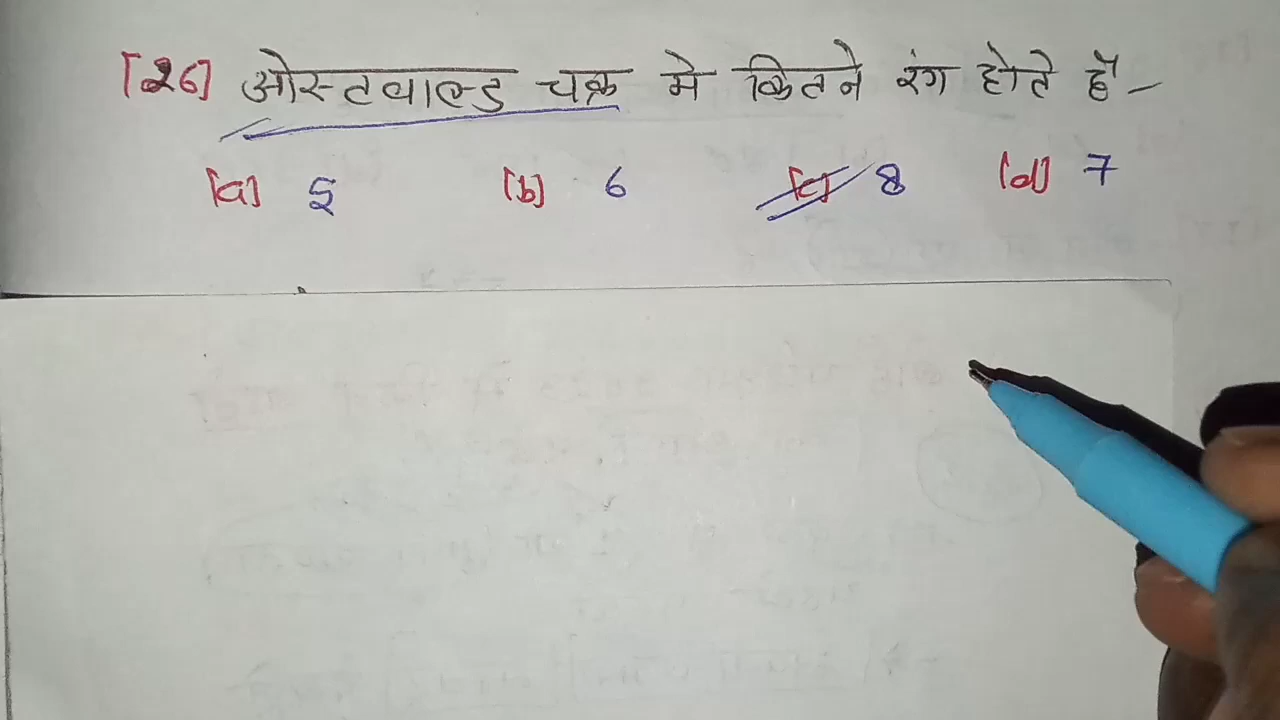 [26] ओस्टवाल्ड चक्र मे कितने रंग होते हैं -
[a] 5 [b] 6 [c] 8 [d] 7